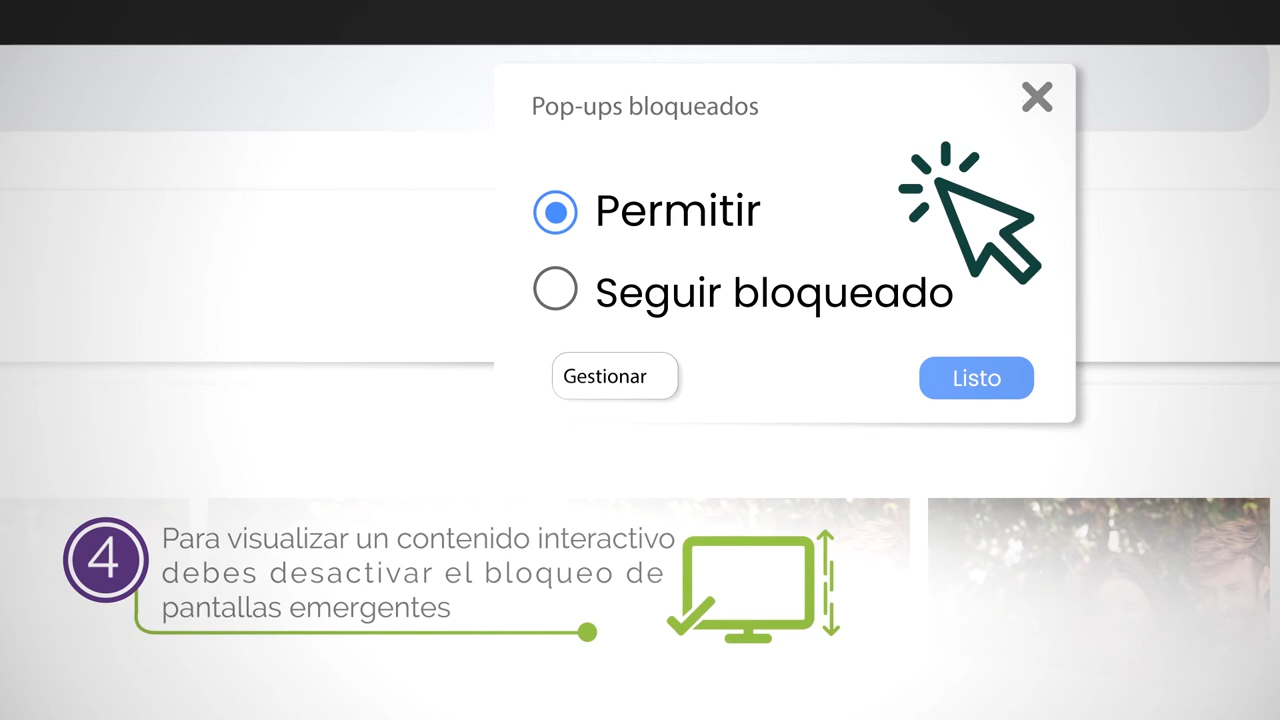 Pop-ups bloqueados
Permitir
Seguir bloqueado
Gestionar
Listo
4
Para visualizar un contenido interactivo
debes desactivar el bloqueo de
pantallas emergentes